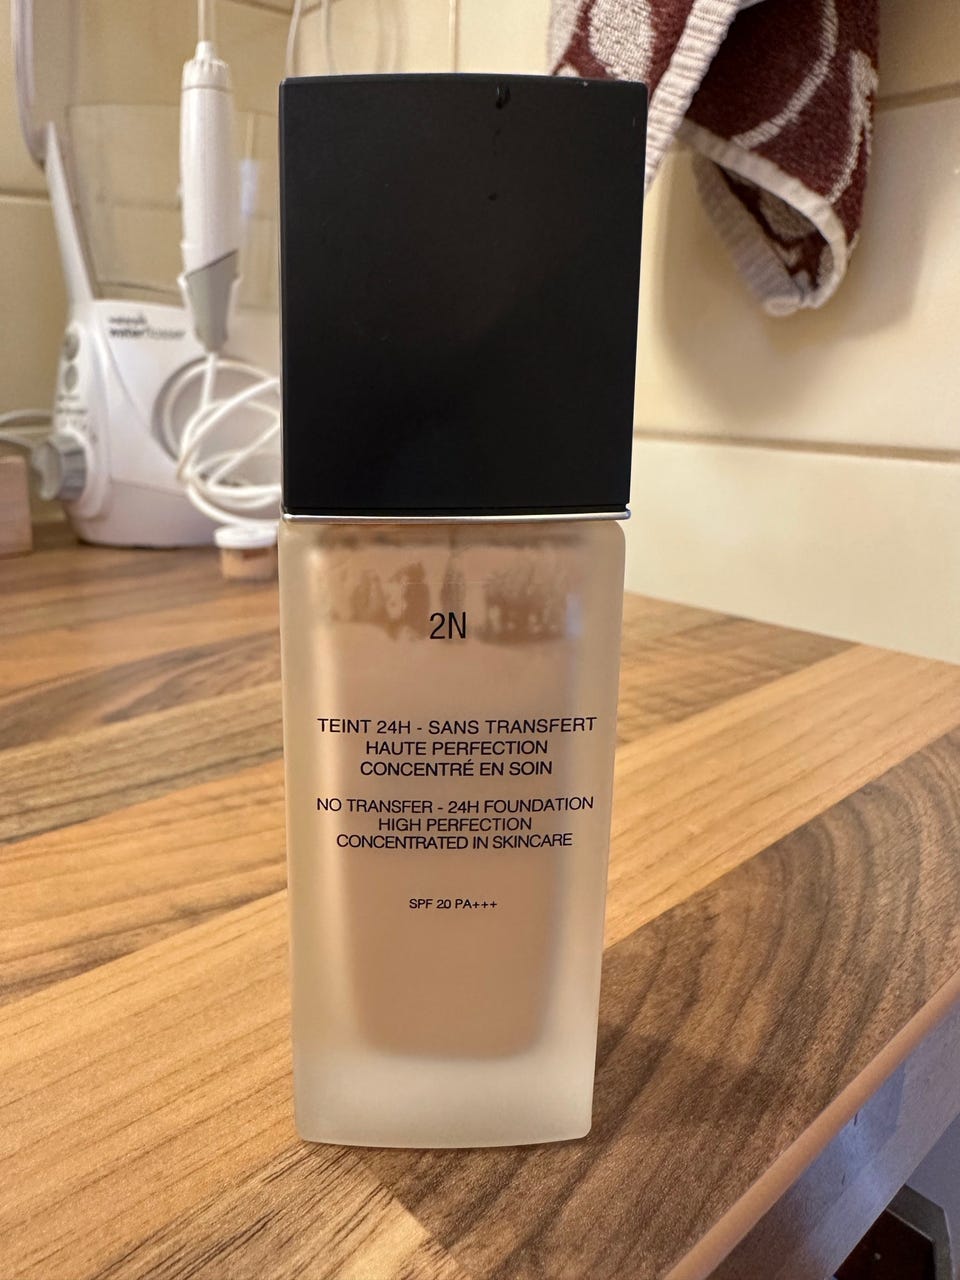 waterflosser
2N
TEINT 24H - SANS TRANSFERT
HAUTE PERFECTION
CONCENTRÉ EN SOIN
NO TRANSFER - 24H FOUNDATION
HIGH PERFECTION
CONCENTRATED IN SKINCARE
SPF 20 PA+++